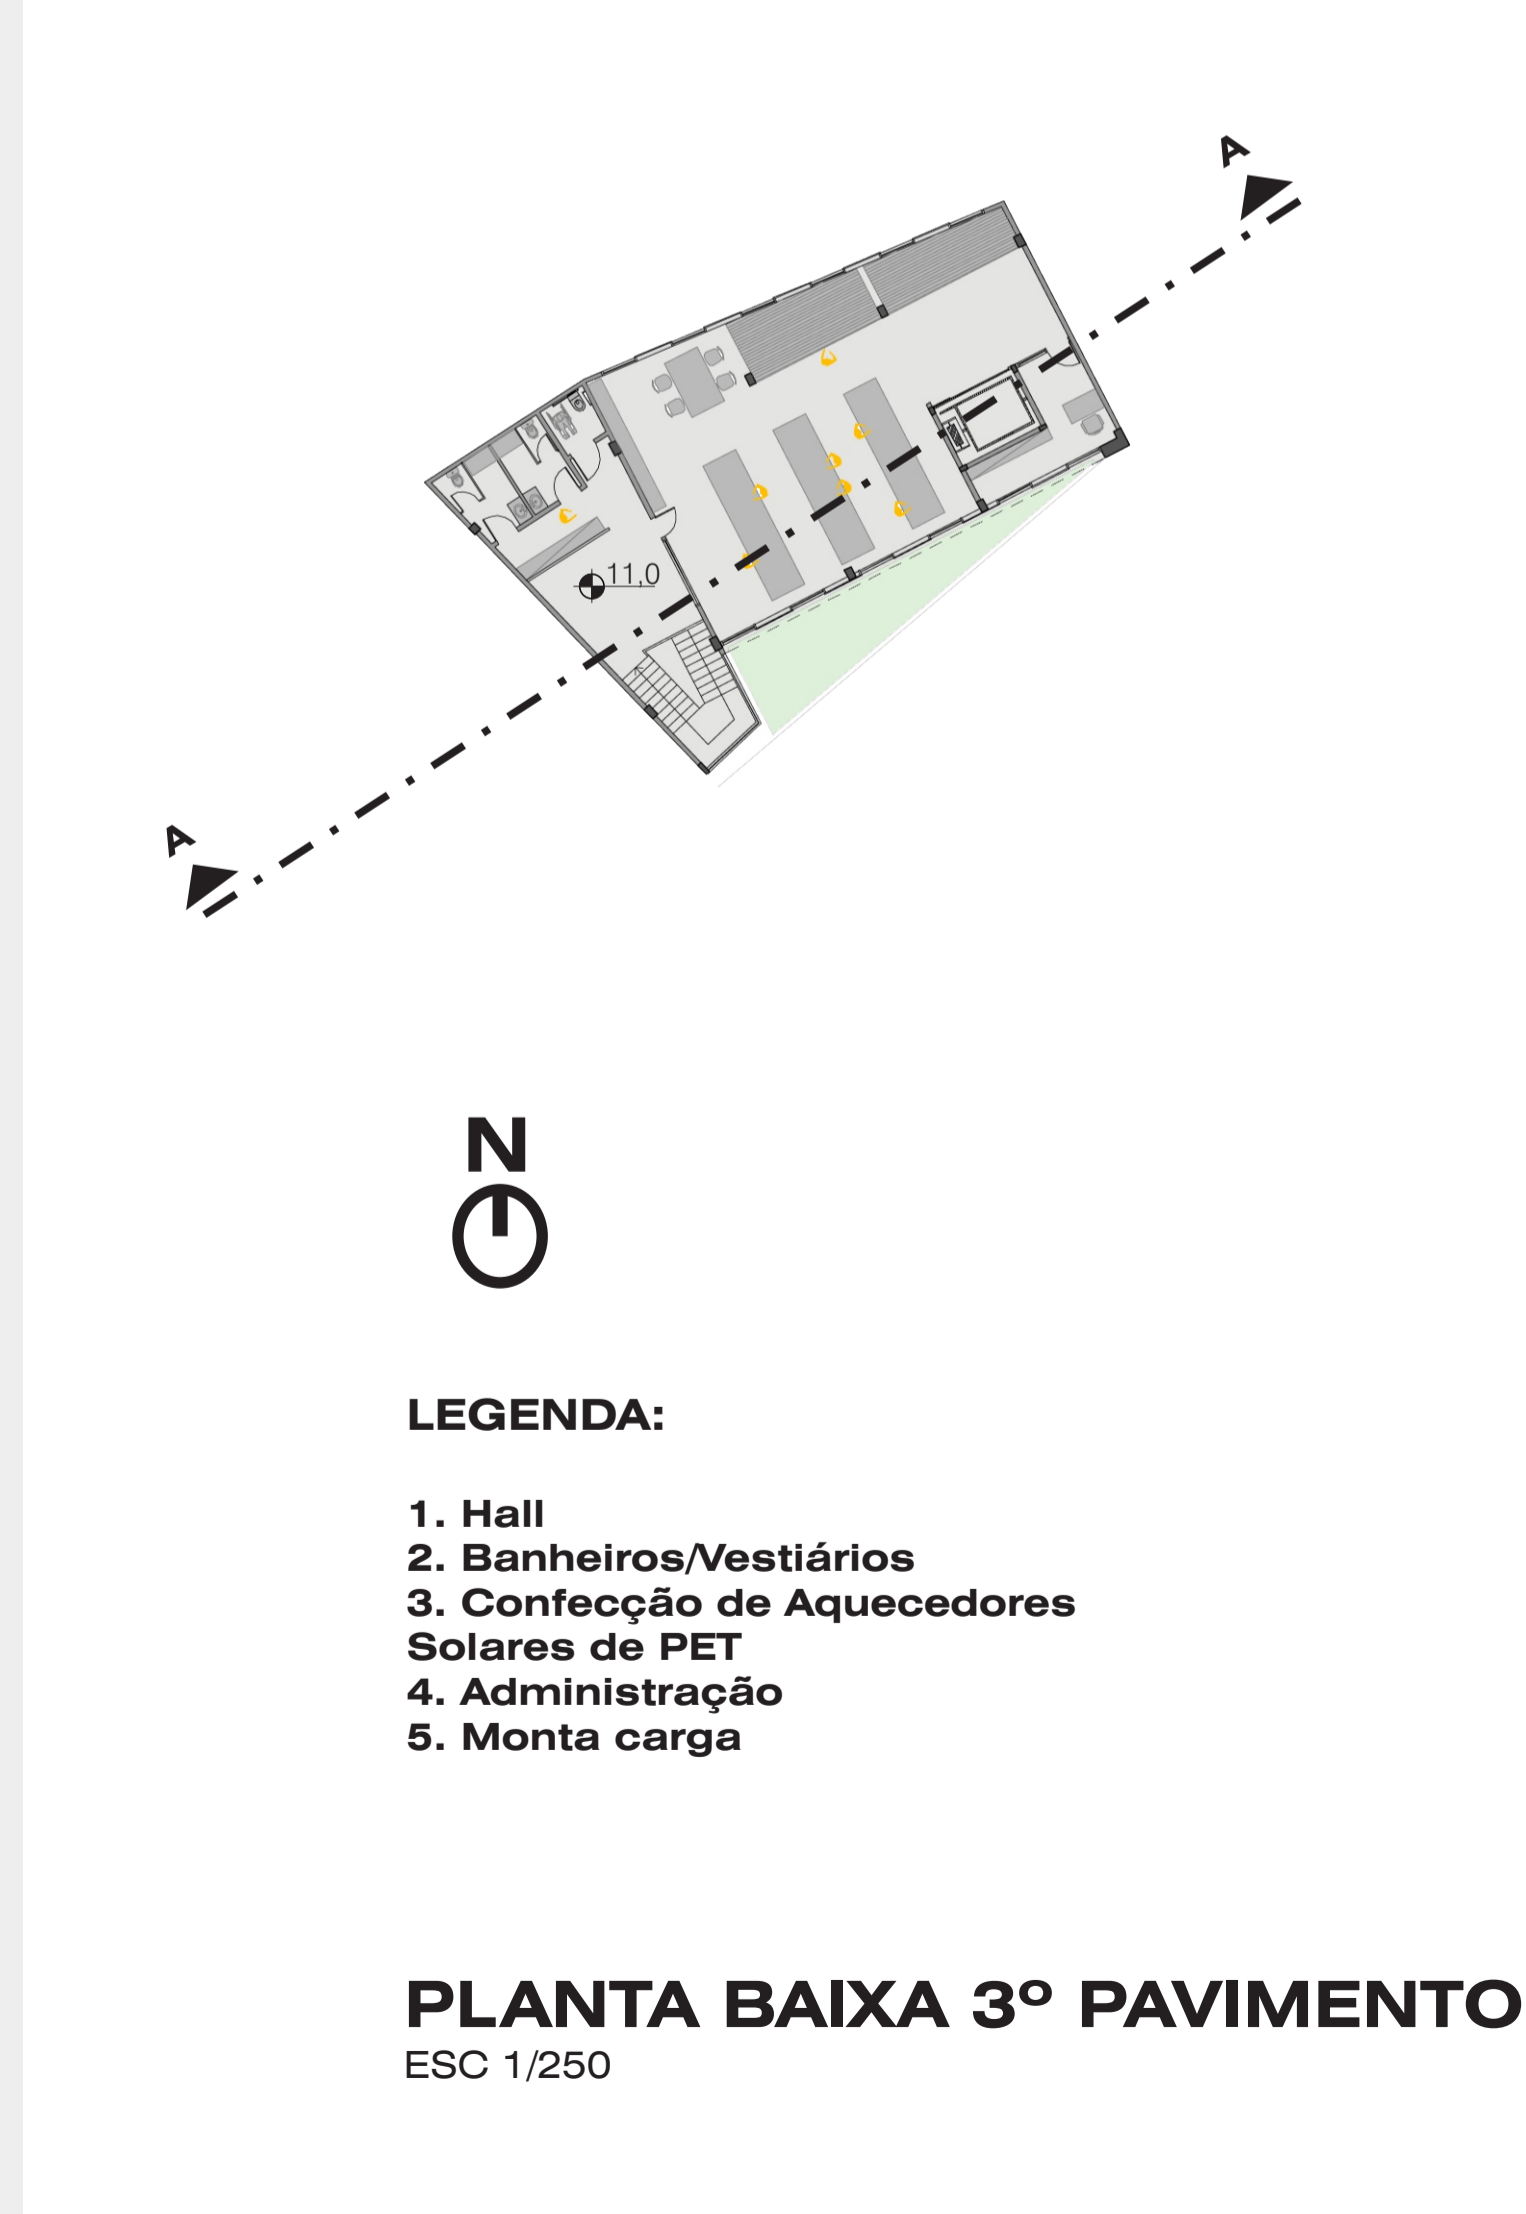 A
11,0
A
N
LEGENDA:
1. Hall
2. Banheiros/Vestiários
3. Confecção de Aquecedores
Solares de PET
4. Administração
5. Monta carga
PLANTA BAIXA 3º PAVIMENTO
ESC 1/250